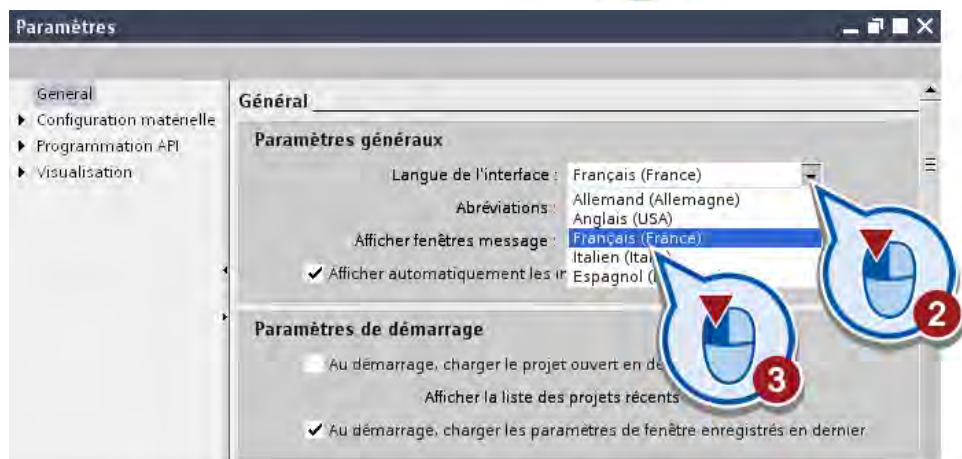 Paramètres
General
Configuration matérielle
Programmation API
Visualisation
Général
Paramètres généraux
Langue de l'interface : Français (France)
Allemand (Allemagne)
Abréviations :
Anglais (USA)
Afficher fenêtres message :
Français (France)
Italien
Afficher automatiquement les
Espagnol
2
Paramètres de démarrage
Au démarrage, charger le projet ouvert en
3
Afficher la liste des projets récents
Au démarrage, charger les paramètres de fenêtre enregistrés en dernier